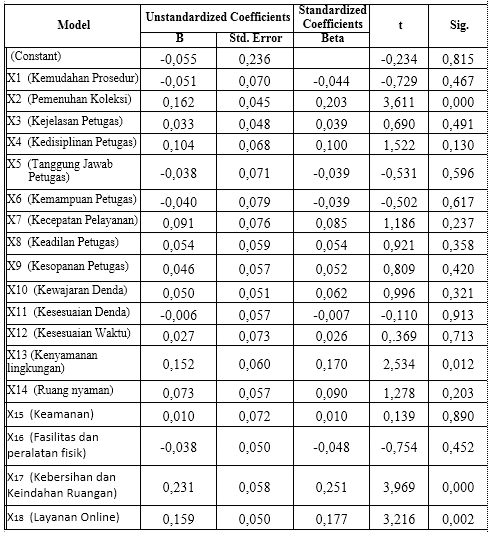 Model Unstandardized Coefficients Standardized Coefficients t Sig.
B Std. Error Beta
(Constant) -0,055 0,236 -0,234 0,815
X1 (Kemudahan Prosedur) -0,051 0,070 -0,044 -0,729 0,467
X2 (Pemenuhan Koleksi) 0,162 0,045 0,203 3,611 0,000
X3 (Kejelasan Petugas) 0,033 0,048 0,039 0,690 0,491
X4 (Kedisiplinan Petugas) 0,104 0,068 0,100 1,522 0,130
X5 (Tanggung Jawab
Petugas) -0,038 0,071 -0,039 -0,531 0,596
X6 (Kemampuan Petugas) -0,040 0,079 -0,039 -0,502 0,617
X7 (Kecepatan Pelayanan) 0,091 0,076 0,085 1,186 0,237
X8 (Keadilan Petugas) 0,054 0,059 0,054 0,921 0,358
X9 (Kesopanan Petugas) 0,046 0,057 0,052 0,809 0,420
X10 (Kewajaran Denda) 0,050 0,051 0,062 0,996 0,321
X11 (Kesesuaian Denda) -0,006 0,057 -0,007 -0,110 0,913
X12 (Kesesuaian Waktu) 0,027 0,073 0,026 0,.369 0,713
X13 (Kenyamanan
lingkungan) 0,152 0,060 0,170 2,534 0,012
X14 (Ruang nyaman) 0,073 0,057 0,090 1,278 0,203
X15 (Keamanan) 0,010 0,072 0,010 0,139 0,890
X16 (Fasilitas dan
peralatan fisik) -0,038 0,050 -0,048 -0,754 0,452
X17 (Kebersihan dan
Keindahan Ruangan) 0,231 0,058 0,251 3,969 0,000
X18 (Layanan Online) 0,159 0,050 0,177 3,216 0,002